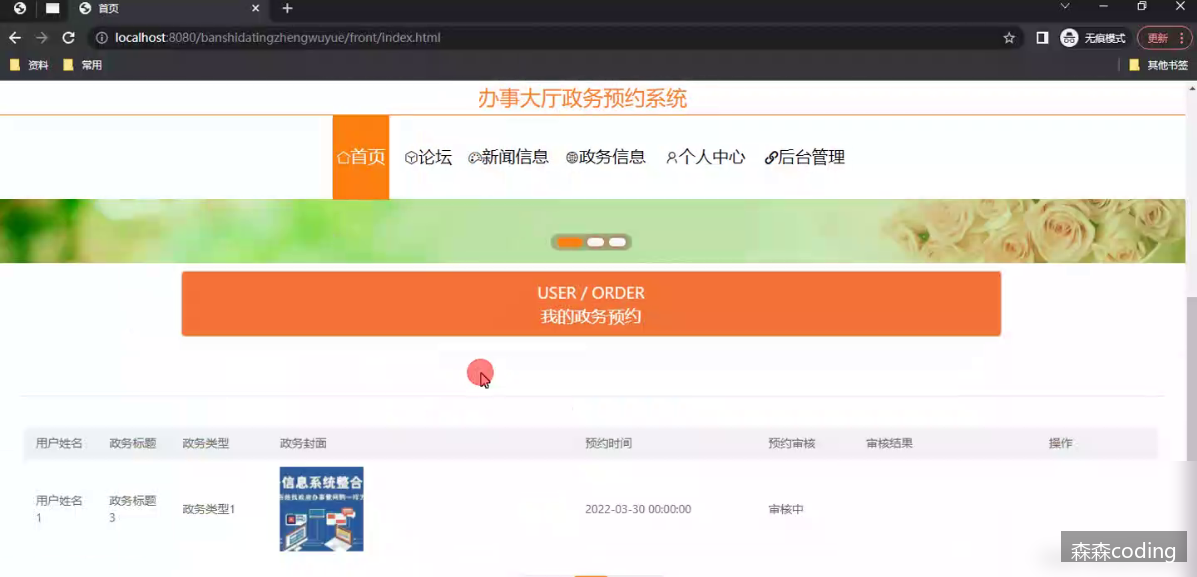 首页
localhost:8080/banshidatingzhengwuyue/front/index.html
无痕模式
更新
资料
常用
其他书签
办事大厅政务预约系统
首页 论坛 新闻信息 政务信息 个人中心 后台管理
USER / ORDER
我的政务预约
用户姓名 政务标题 政务类型 政务封面 预约时间 预约审核 审核结果 操作
用户姓名1 政务标题3 政务类型1 2022-03-30 00:00:00 审核中
信息系统整合
森森coding